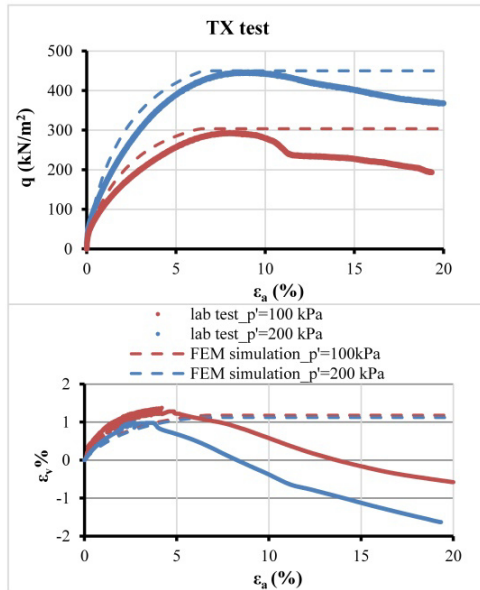 TX test
q (kN/m²)
500
400
300
200
100
0
0 5 10 15 20
εa (%)
lab test_p'=100 kPa
lab test_p'=200 kPa
FEM simulation_p'=100kPa
FEM simulation_p'=200 kPa
εv%
2
1
0
-1
-2
0 5 10 15 20
εa (%)